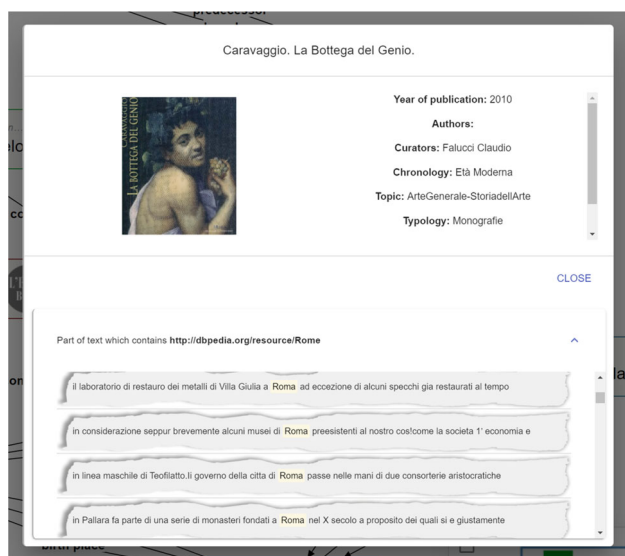 predecessor
Caravaggio. La Bottega del Genio.
CARAVAGGIO
LA BOTTEGA DEL GENIO
Year of publication: 2010
Authors:
Curators: Falucci Claudio
Chronology: Età Moderna
Topic: ArteGenerale-StoriadellArte
Typology: Monografie
CLOSE
Part of text which contains http://dbpedia.org/resource/Rome
il laboratorio di restauro dei metalli di Villa Giulia a Roma ad eccezione di alcuni specchi gia restaurati al tempo
in considerazione seppur brevemente alcuni musei di Roma preesistenti al nostro cos!come la societa 1' economia e
in linea maschile di Teofilatto.li governo della citta di Roma passe nelle mani di due consorterie aristocratiche
in Pallara fa parte di una serie di monasteri fondati a Roma nel X secolo a proposito dei quali si e giustamente
birth place